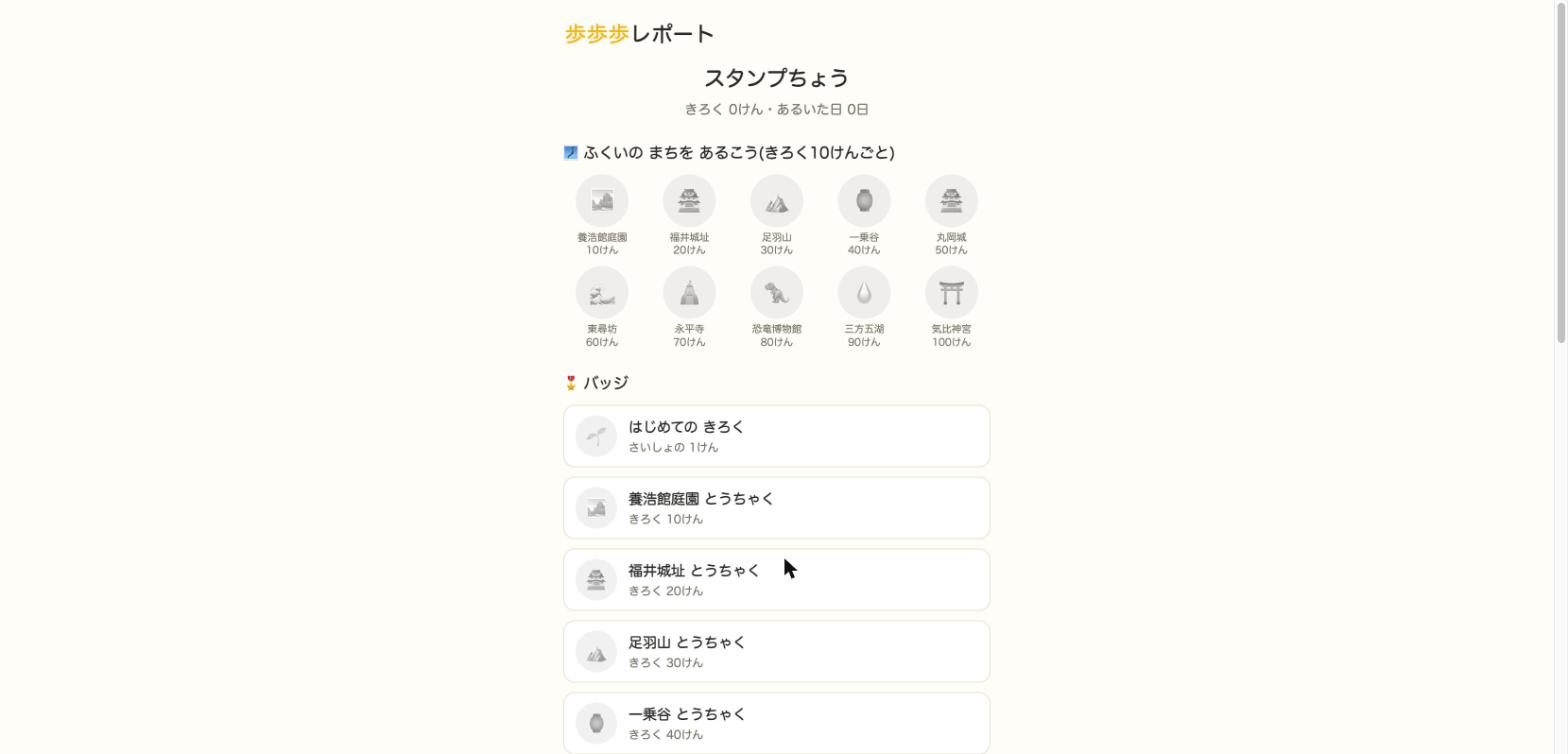 歩歩歩レポート
スタンプちょう
きろく 0けん・あるいた日 0日
ふくいの まちを あるこう(きろく10けんごと)
養浩館庭園
10けん
福井城址
20けん
足羽山
30けん
一乗谷
40けん
丸岡城
50けん
東尋坊
60けん
永平寺
70けん
恐竜博物館
80けん
三方五湖
90けん
気比神宮
100けん
バッジ
はじめての きろく
さいしょの 1けん
養浩館庭園 とうちゃく
きろく 10けん
福井城址 とうちゃく
きろく 20けん
足羽山 とうちゃく
きろく 30けん
一乗谷 とうちゃく
きろく 40けん